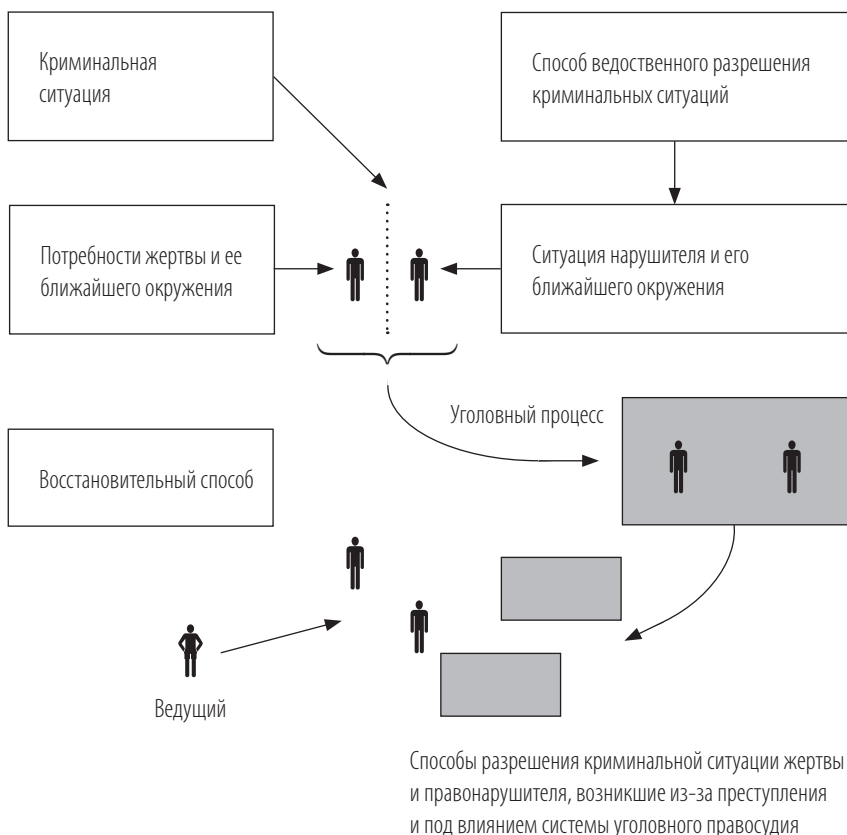 Криминальная
ситуация
Способ ведоственного разрешения
криминальных ситуаций
Потребности жертвы и ее
ближайшего окружения
Ситуация нарушителя и его
ближайшего окружения
Уголовный процесс
Восстановительный способ
Ведущий
Способы разрешения криминальной ситуации жертвы
и правонарушителя, возникшие из-за преступления
и под влиянием системы уголовного правосудия